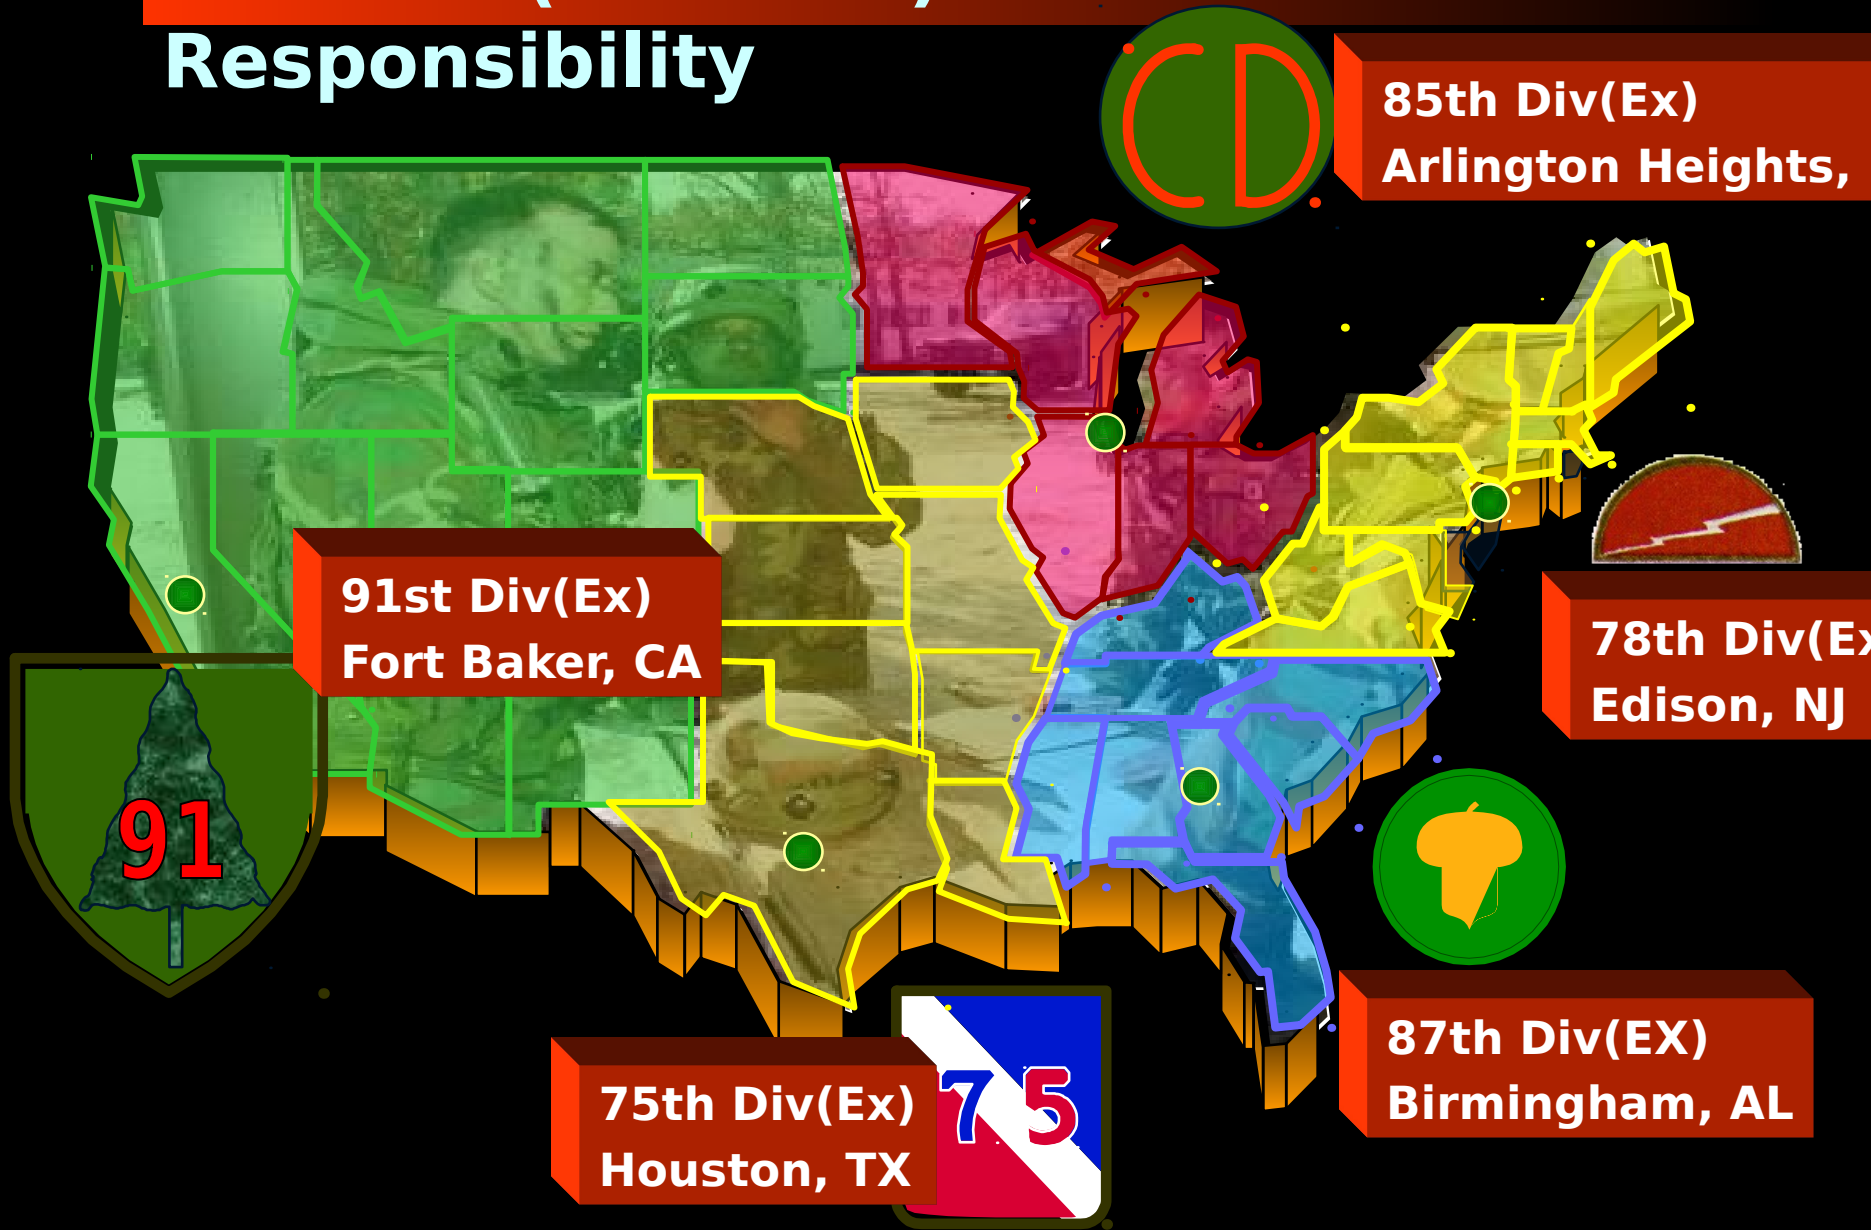 Responsibility
CD
85th Div(Ex)
Arlington Heights,
91st Div(Ex)
Fort Baker, CA
78th Div(Ex
Edison, NJ
91
87th Div(EX)
Birmingham, AL
75th Div(Ex)
Houston, TX
75